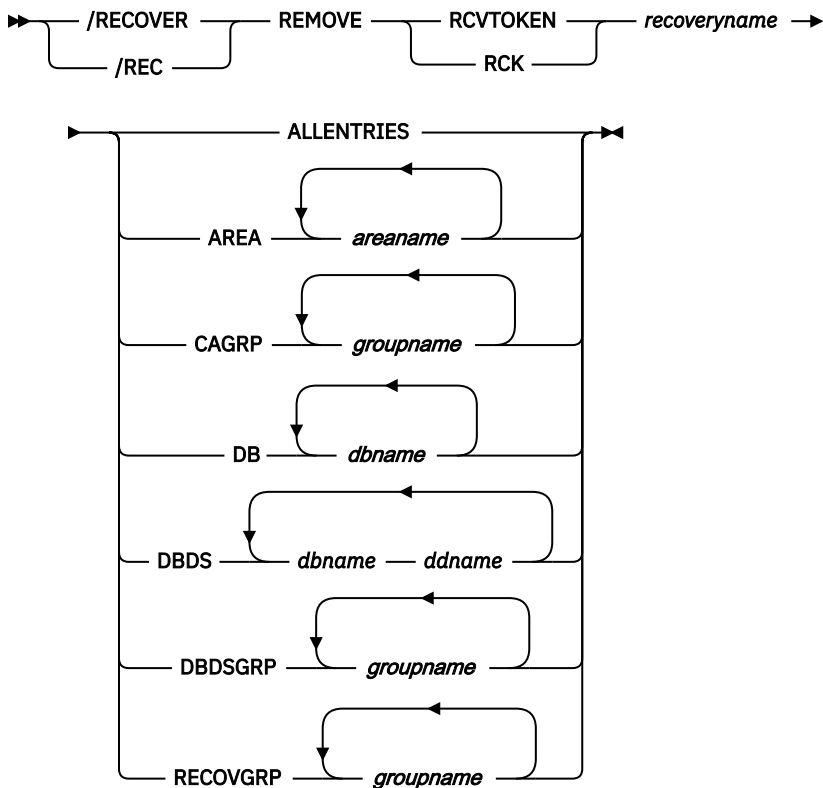 /RECOVER REMOVE RCVTOKEN recoveryname
/REC RCK
ALLENTRIES
AREA areaname
CAGRP groupname
DB dbname
DBDS dbname ddname
DBDSGRP groupname
RECOVGRP groupname